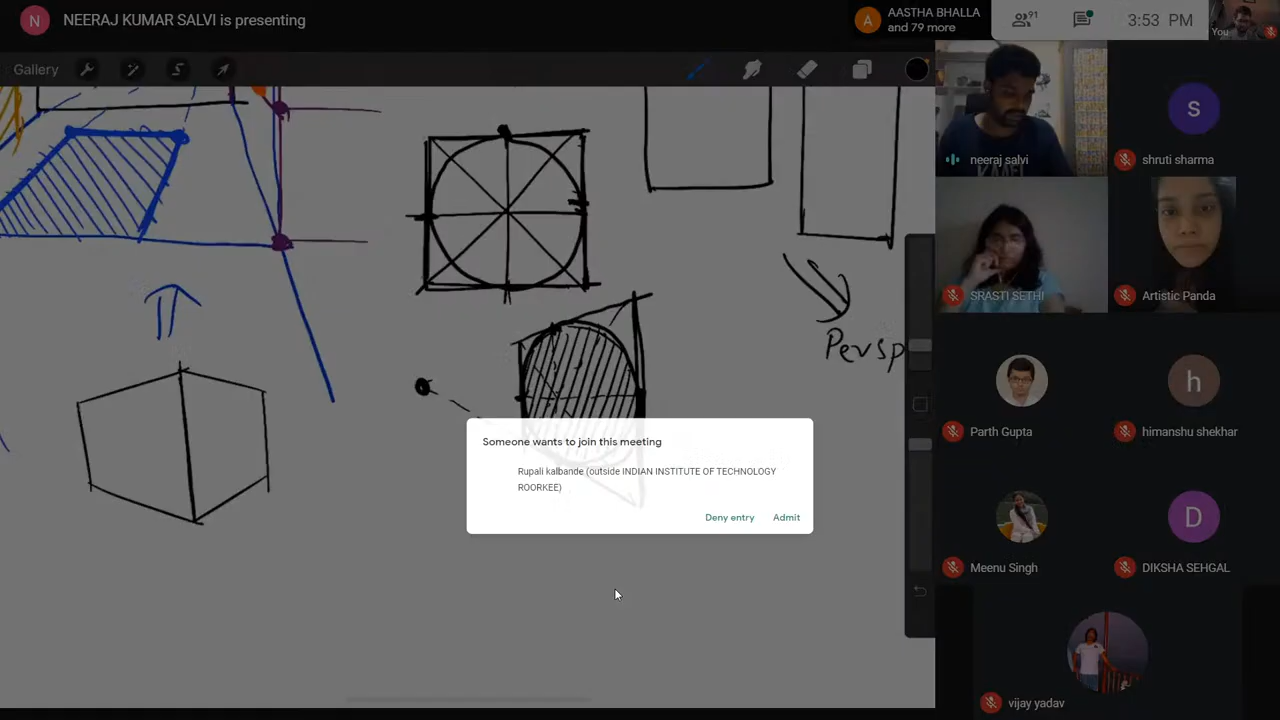 N
NEERAJ KUMAR SALVI is presenting
A
AASTHA BHALLA
and 79 more
91
3:53 PM
You
Gallery
neeraj salvi
S
shruti sharma
SRASTI SETHI
Artistic Panda
Persp
Parth Gupta
h
himanshu shekhar
Someone wants to join this meeting
Rupali kalbande (outside INDIAN INSTITUTE OF TECHNOLOGY
ROORKEE)
Deny entry
Admit
Meenu Singh
D
DIKSHA SEHGAL
vijay yadav